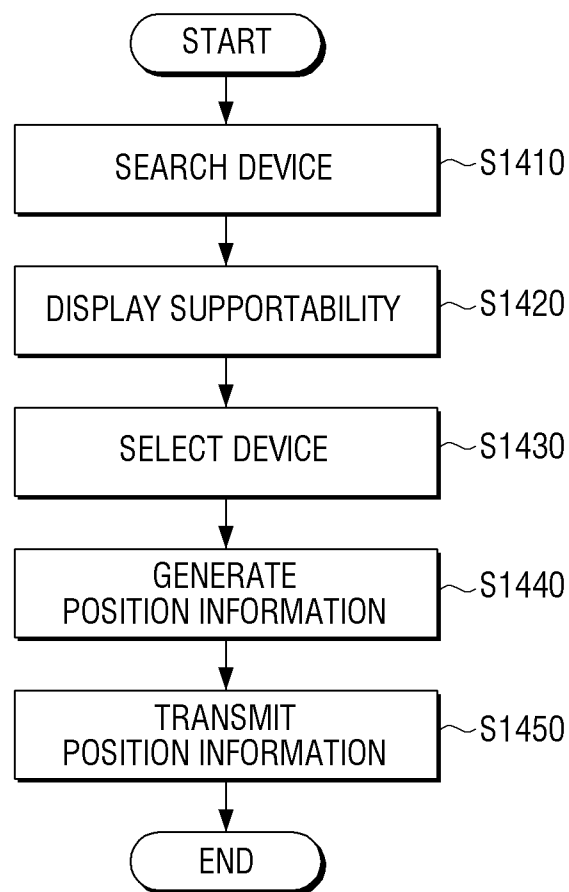 START
SEARCH DEVICE
S1410
DISPLAY SUPPORTABILITY
S1420
SELECT DEVICE
S1430
GENERATE
POSITION INFORMATION
S1440
TRANSMIT
POSITION INFORMATION
S1450
END